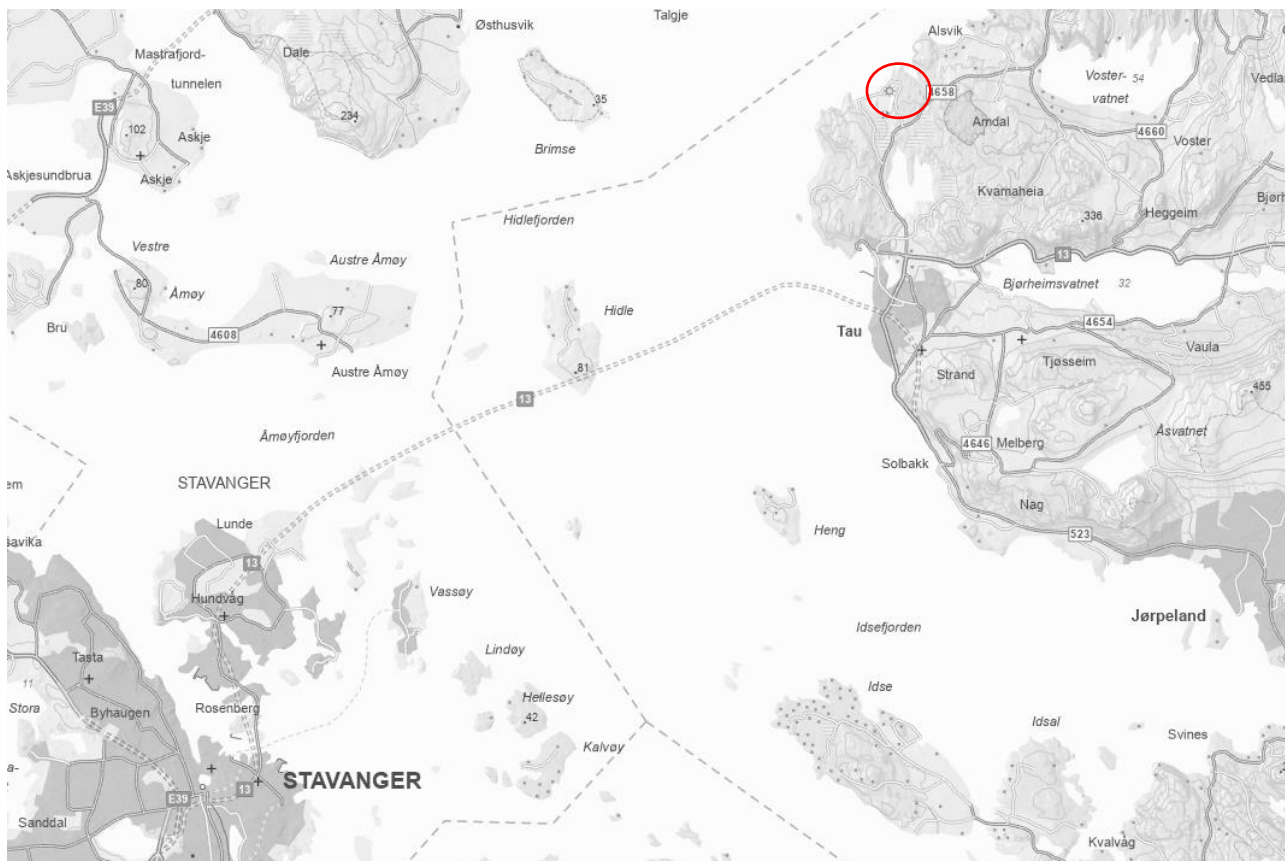 Østhusvik
Talgje
Alsvik
Mastrafjord-
tunnelen
Dale
Voster-
vatnet
54
Vedla
E39
4658
35
102
234
Askje
Amdal
4660
Voster
Askje
Brimse
Askjesundbrua
Kvamaheia
Bjørh
Hidlefjorden
336
Heggeim
Vestre
Austre Åmøy
13
80
Åmøy
Bjørheimsvatnet
32
77
Hidle
Bru
4608
Tau
4654
Vaula
Austre Åmøy
81
Strand
Tjøsseim
455
13
Åmøyfjorden
Åsvatnet
4646
Melberg
Solbakk
em
STAVANGER
Nag
Lunde
Heng
523
savika
13
Hundvåg
Vassøy
Jørpeland
Idsefjorden
Lindøy
Tasta
11
Stora
Byhaugen
Rosenberg
Hellesøy
42
Idse
Idsal
Svines
Kalvøy
a-
STAVANGER
13
E39
Sanddal
Kvalvåg